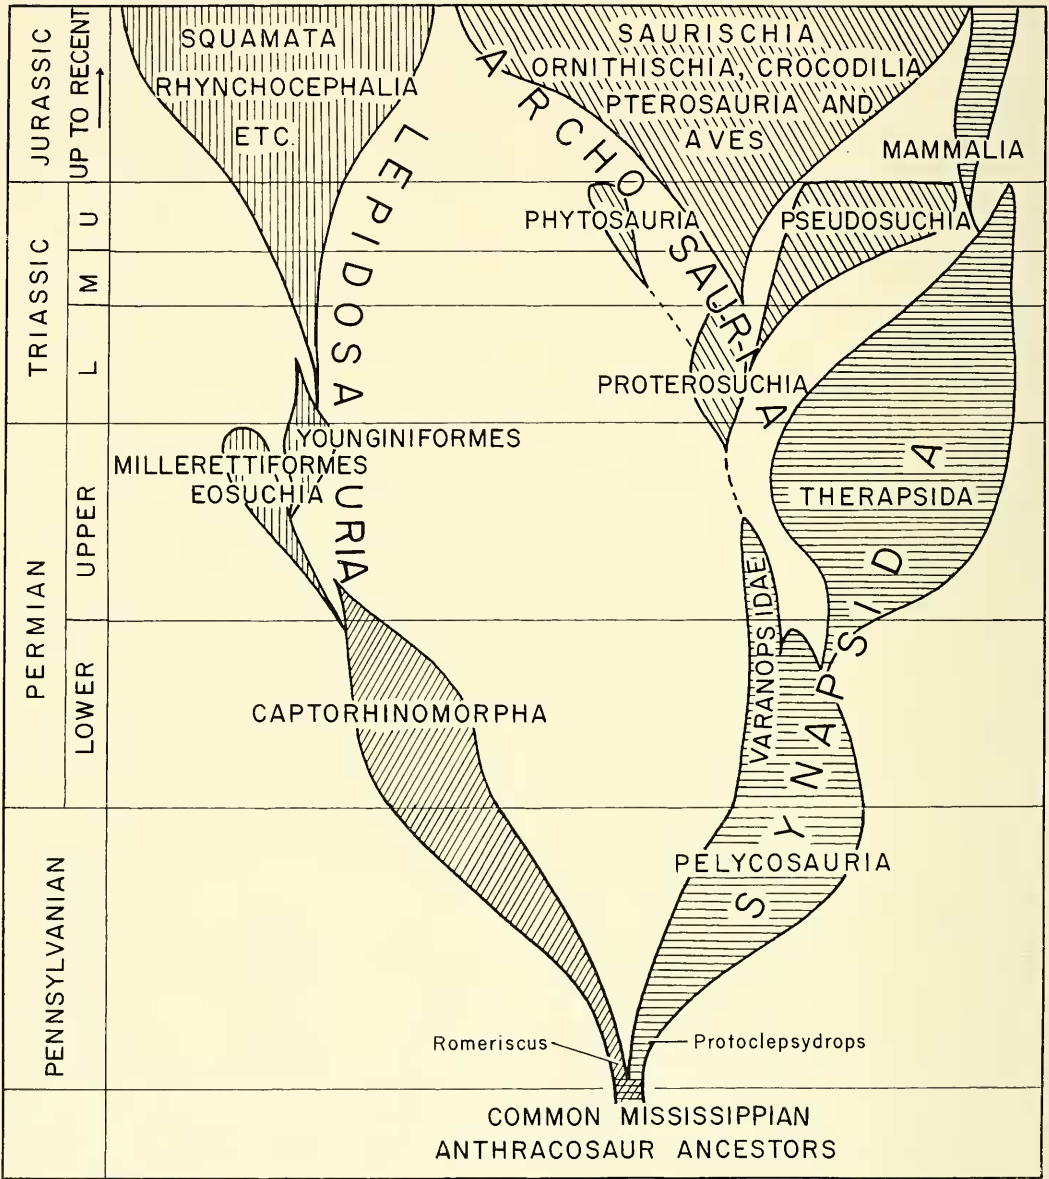 JURASSIC
UP TO RECENT
TRIASSIC
U
M
L
PERMIAN
UPPER
LOWER
PENNSYLVANIAN
SQUAMATA
RHYNCHOCEPHALIA
ETC.
LEPIDOSAURIA
ARCHOSAURIA
SAURISCHIA
ORNITHISCHIA, CROCODILIA
PTEROSAURIA AND
AVES
MAMMALIA
PHYTOSAURIA
PSEUDOSUCHIA
PROTEROSUCHIA
YOUNGINIFORMES
MILLERETTIFORMES
EOSUCHIA
THERAPSIDA
SYNAPSIDA
VARANOPSIDAE
CAPTORHINOMORPHA
PELYCOSAURIA
Romeriscus
Protoclepsydrops
COMMON MISSISSIPPIAN
ANTHRACOSAUR ANCESTORS